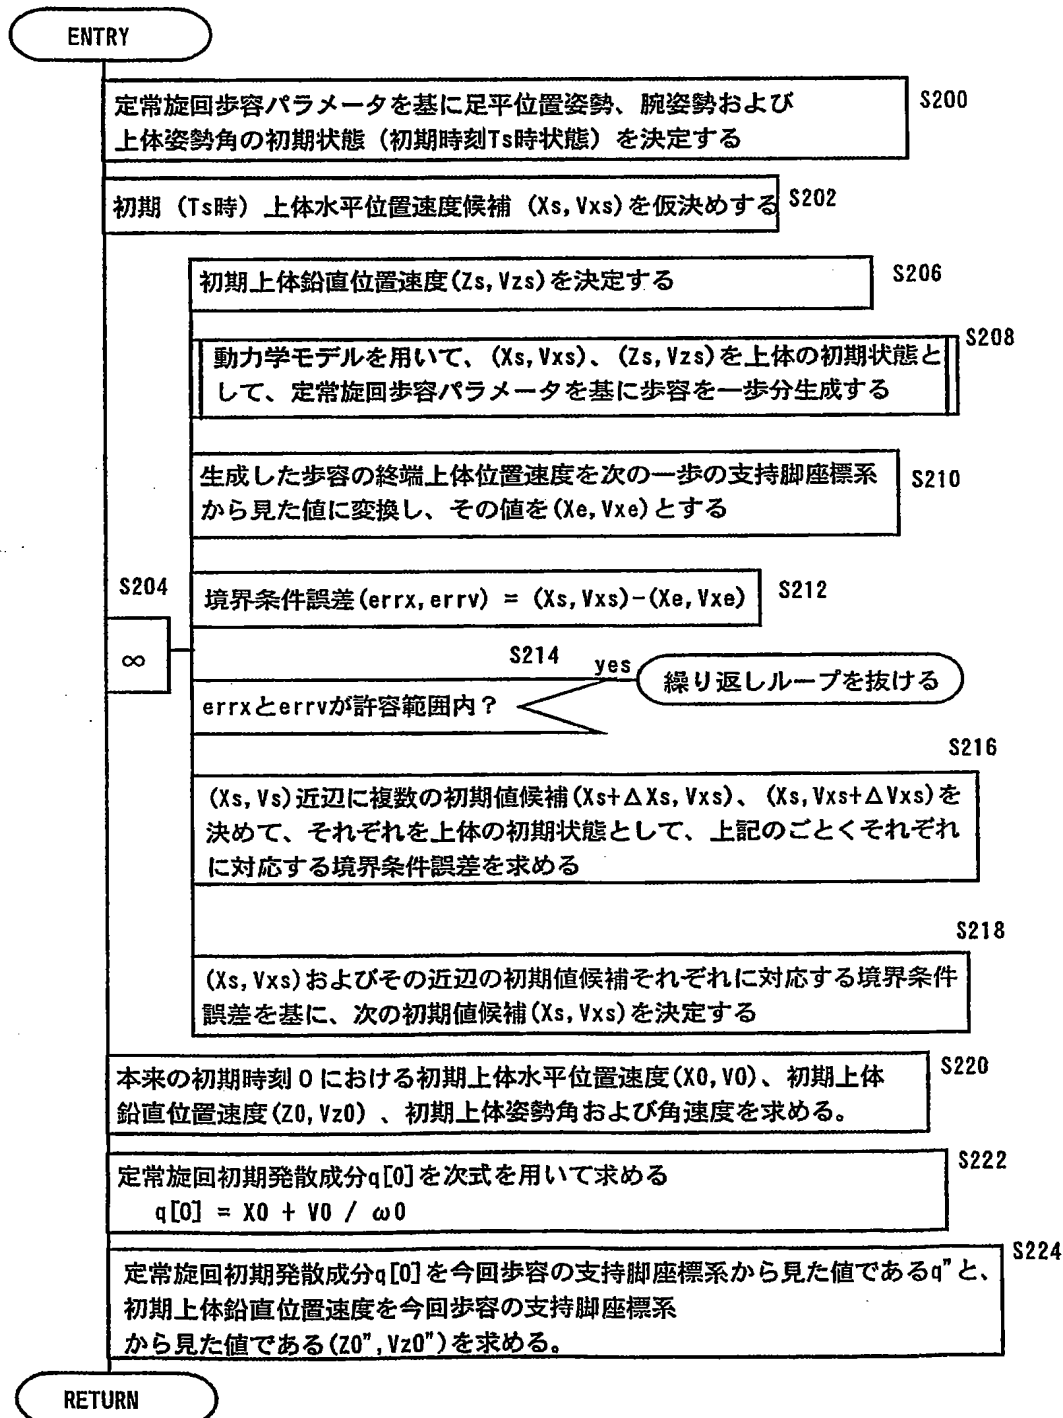 ENTRY
定常旋回歩容パラメータを基に足平位置姿勢、腕姿勢および
上体姿勢角の初期状態(初期時刻Ts時状態)を決定する
S200
初期(Ts時)上体水平位置速度候補(Xs,Vxs)を仮決めする
S202
初期上体鉛直位置速度(Zs,Vzs)を決定する
S206
動力学モデルを用いて、(Xs,Vxs)、(Zs,Vzs)を上体の初期状態と
して、定常旋回歩容パラメータを基に歩容を一歩分生成する
S208
生成した歩容の終端上体位置速度を次の一歩の支持脚座標系
から見た値に変換し、その値を(Xe,Vxe)とする
S210
S204
∞
境界条件誤差(errx,errv) = (Xs,Vxs)-(Xe,Vxe)
S212
S214
errxとerrvが許容範囲内?
yes
繰り返しループを抜ける
S216
(Xs,Vs)近辺に複数の初期値候補(Xs+ΔXs,Vxs)、(Xs,Vxs+ΔVxs)を
決めて、それぞれを上体の初期状態として、上記のごとくそれぞれ
に対応する境界条件誤差を求める
S218
(Xs,Vxs)およびその近辺の初期値候補それぞれに対応する境界条件
誤差を基に、次の初期値候補(Xs,Vxs)を決定する
本来の初期時刻0における初期上体水平位置速度(X0,V0)、初期上体
鉛直位置速度(Z0,Vz0)、初期上体姿勢角および角速度を求める。
S220
定常旋回初期発散成分q[0]を次式を用いて求める
q[0] = X0 + V0 / ω0
S222
定常旋回初期発散成分q[0]を今回歩容の支持脚座標系から見た値であるq"と、
初期上体鉛直位置速度を今回歩容の支持脚座標系
から見た値である(Z0",Vz0")を求める。
S224
RETURN